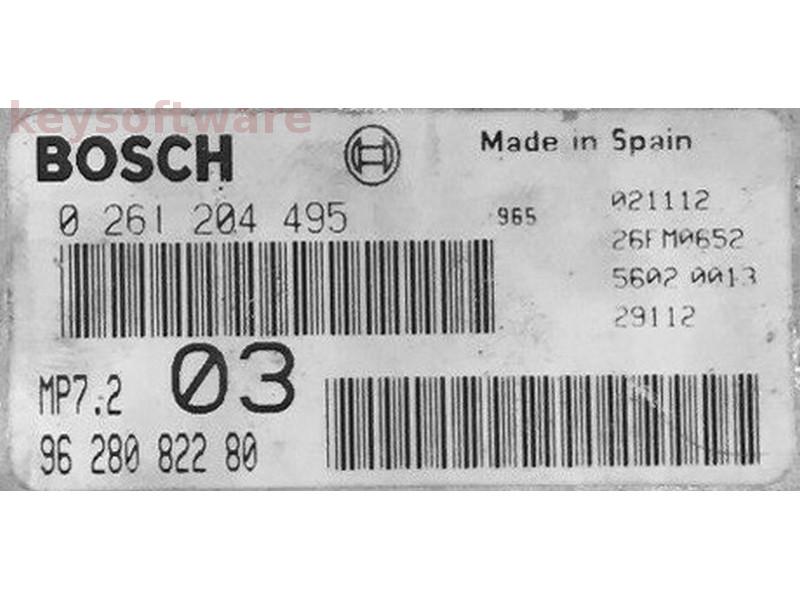 keysoftware
BOSCH
Made in Spain
0 261 204 495
965
021112
26FM0652
5602 0013
29112
MP7.2
03
96 280 822 80